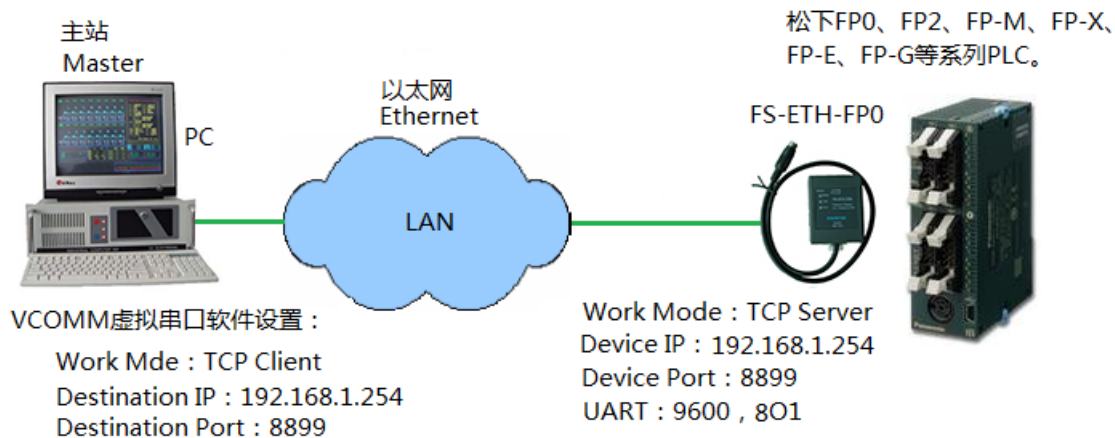 主站
Master
PC
以太网
Ethernet
LAN
松下FP0、FP2、FP-M、FP-X、
FP-E、FP-G等系列PLC。
FS-ETH-FP0
Panasonic
VCOMM虚拟串口软件设置：
Work Mde：TCP Client
Destination IP：192.168.1.254
Destination Port：8899
Work Mode：TCP Server
Device IP：192.168.1.254
Device Port：8899
UART：9600，8O1